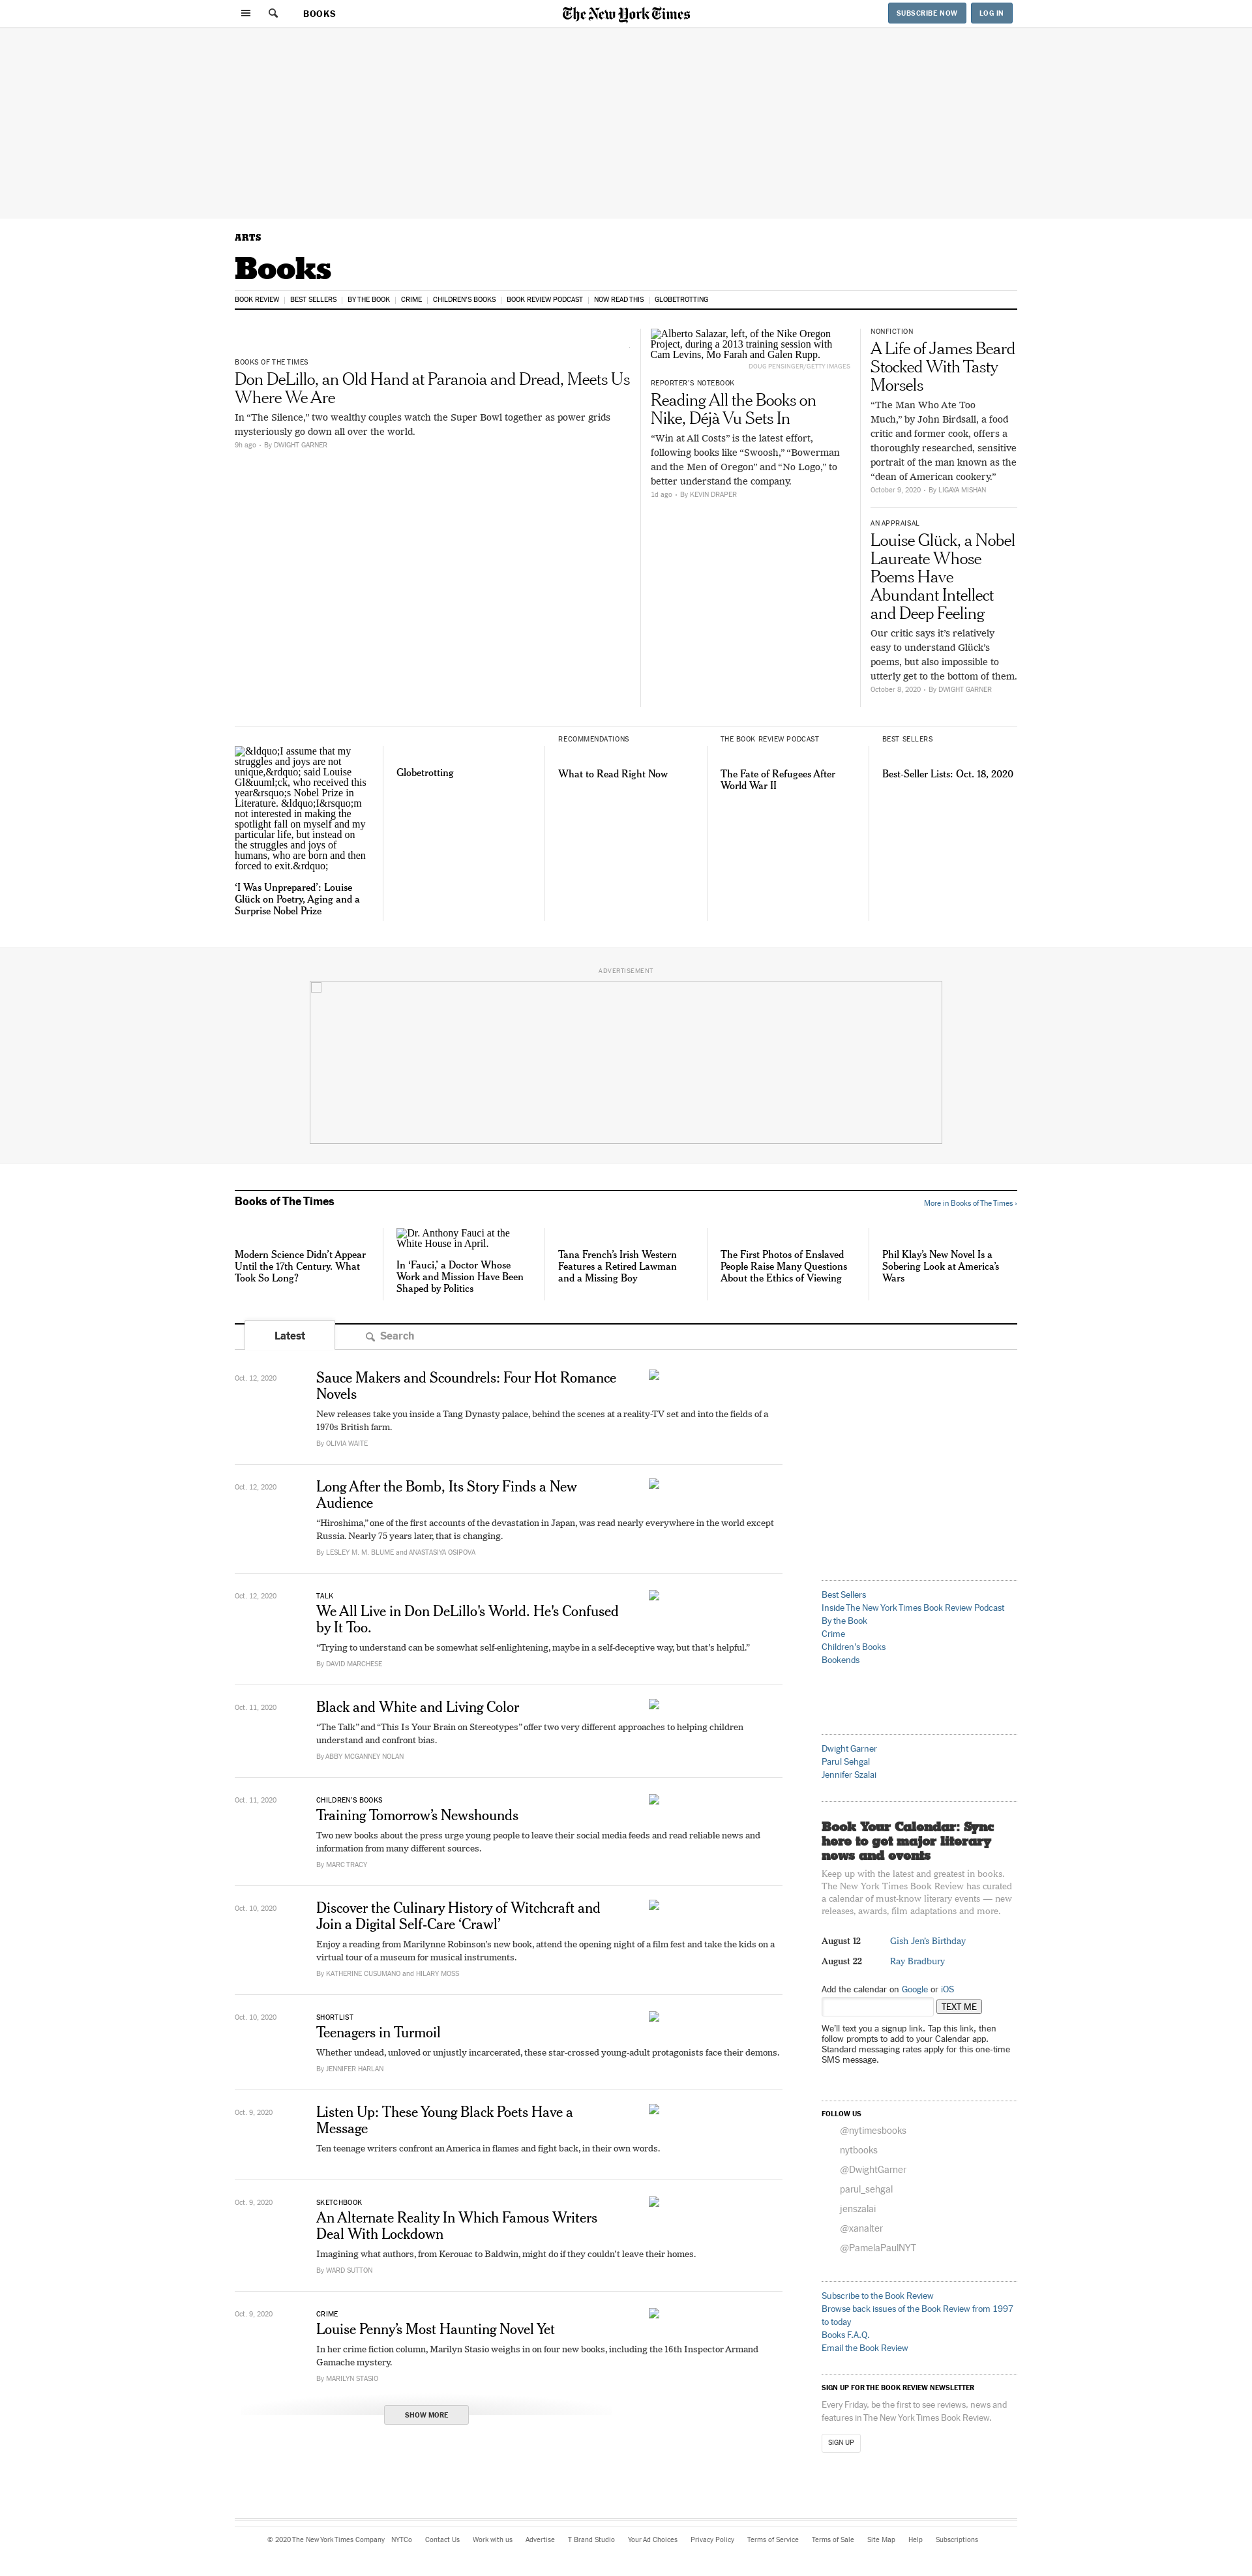 BOOKS
The New York Times
SUBSCRIBE NOW
LOG IN
ARTS
Books
BOOK REVIEW
BEST SELLERS
BY THE BOOK
CRIME
CHILDREN'S BOOKS
BOOK REVIEW PODCAST
NOW READ THIS
GLOBETROTTING
BOOKS OF THE TIMES
Don DeLillo, an Old Hand at Paranoia and Dread, Meets Us
Where We Are
In “The Silence,” two wealthy couples watch the Super Bowl together as power grids
mysteriously go down all over the world.
9h ago • By DWIGHT GARNER
Alberto Salazar, left, of the Nike Oregon
Project, during a 2013 training session with
Cam Levins, Mo Farah and Galen Rupp.
DOUG PENSINGER/GETTY IMAGES
REPORTER’S NOTEBOOK
Reading All the Books on
Nike, Déjà Vu Sets In
“Win at All Costs” is the latest effort,
following books like “Swoosh,” “Bowerman
and the Men of Oregon” and “No Logo,” to
better understand the company.
1d ago • By KEVIN DRAPER
NONFICTION
A Life of James Beard
Stocked With Tasty
Morsels
“The Man Who Ate Too
Much,” by John Birdsall, a food
critic and former cook, offers a
thoroughly researched, sensitive
portrait of the man known as the
“dean of American cookery.”
October 9, 2020 • By LIGAYA MISHAN
AN APPRAISAL
Louise Glück, a Nobel
Laureate Whose
Poems Have
Abundant Intellect
and Deep Feeling
Our critic says it’s relatively
easy to understand Glück’s
poems, but also impossible to
utterly get to the bottom of them.
October 8, 2020 • By DWIGHT GARNER
&ldquo;I assume that my
struggles and joys are not
unique,&rdquo; said Louise
Gl&uuml;ck, who received this
year&rsquo;s Nobel Prize in
Literature. &ldquo;I&rsquo;m
not interested in making the
spotlight fall on myself and my
particular life, but instead on
the struggles and joys of
humans, who are born and then
forced to exit.&rdquo;
‘I Was Unprepared’: Louise
Glück on Poetry, Aging and a
Surprise Nobel Prize
Globetrotting
RECOMMENDATIONS
What to Read Right Now
THE BOOK REVIEW PODCAST
The Fate of Refugees After
World War II
BEST SELLERS
Best-Seller Lists: Oct. 18, 2020
ADVERTISEMENT
Books of The Times
More in Books of The Times ›
Modern Science Didn’t Appear
Until the 17th Century. What
Took So Long?
Dr. Anthony Fauci at the
White House in April.
In ‘Fauci,’ a Doctor Whose
Work and Mission Have Been
Shaped by Politics
Tana French’s Irish Western
Features a Retired Lawman
and a Missing Boy
The First Photos of Enslaved
People Raise Many Questions
About the Ethics of Viewing
Phil Klay’s New Novel Is a
Sobering Look at America’s
Wars
Latest
Search
Oct. 12, 2020
Sauce Makers and Scoundrels: Four Hot Romance
Novels
New releases take you inside a Tang Dynasty palace, behind the scenes at a reality-TV set and into the fields of a
1970s British farm.
By OLIVIA WAITE
Oct. 12, 2020
Long After the Bomb, Its Story Finds a New
Audience
“Hiroshima,” one of the first accounts of the devastation in Japan, was read nearly everywhere in the world except
Russia. Nearly 75 years later, that is changing.
By LESLEY M. M. BLUME and ANASTASIYA OSIPOVA
Oct. 12, 2020
TALK
We All Live in Don DeLillo's World. He's Confused
by It Too.
“Trying to understand can be somewhat self-enlightening, maybe in a self-deceptive way, but that’s helpful.”
By DAVID MARCHESE
Oct. 11, 2020
Black and White and Living Color
“The Talk” and “This Is Your Brain on Stereotypes” offer two very different approaches to helping children
understand and confront bias.
By ABBY MCGANNEY NOLAN
Oct. 11, 2020
CHILDREN’S BOOKS
Training Tomorrow’s Newshounds
Two new books about the press urge young people to leave their social media feeds and read reliable news and
information from many different sources.
By MARC TRACY
Oct. 10, 2020
Discover the Culinary History of Witchcraft and
Join a Digital Self-Care ‘Crawl’
Enjoy a reading from Marilynne Robinson’s new book, attend the opening night of a film fest and take the kids on a
virtual tour of a museum for musical instruments.
By KATHERINE CUSUMANO and HILARY MOSS
Oct. 10, 2020
SHORTLIST
Teenagers in Turmoil
Whether undead, unloved or unjustly incarcerated, these star-crossed young-adult protagonists face their demons.
By JENNIFER HARLAN
Oct. 9, 2020
Listen Up: These Young Black Poets Have a
Message
Ten teenage writers confront an America in flames and fight back, in their own words.
Oct. 9, 2020
SKETCHBOOK
An Alternate Reality In Which Famous Writers
Deal With Lockdown
Imagining what authors, from Kerouac to Baldwin, might do if they couldn’t leave their homes.
By WARD SUTTON
Oct. 9, 2020
CRIME
Louise Penny’s Most Haunting Novel Yet
In her crime fiction column, Marilyn Stasio weighs in on four new books, including the 16th Inspector Armand
Gamache mystery.
By MARILYN STASIO
SHOW MORE
Best Sellers
Inside The New York Times Book Review Podcast
By the Book
Crime
Children's Books
Bookends
Dwight Garner
Parul Sehgal
Jennifer Szalai
Book Your Calendar: Sync
here to get major literary
news and events
Keep up with the latest and greatest in books.
The New York Times Book Review has curated
a calendar of must-know literary events — new
releases, awards, film adaptations and more.
August 12
Gish Jen's Birthday
August 22
Ray Bradbury
Add the calendar on Google or iOS
TEXT ME
We’ll text you a signup link. Tap this link, then
follow prompts to add to your Calendar app.
Standard messaging rates apply for this one-time
SMS message.
FOLLOW US
@nytimesbooks
nytbooks
@DwightGarner
parul_sehgal
jenszalai
@xanalter
@PamelaPaulNYT
Subscribe to the Book Review
Browse back issues of the Book Review from 1997
to today
Books F.A.Q.
Email the Book Review
SIGN UP FOR THE BOOK REVIEW NEWSLETTER
Every Friday, be the first to see reviews, news and
features in The New York Times Book Review.
SIGN UP
© 2020 The New York Times Company
NYTCo
Contact Us
Work with us
Advertise
T Brand Studio
Your Ad Choices
Privacy Policy
Terms of Service
Terms of Sale
Site Map
Help
Subscriptions